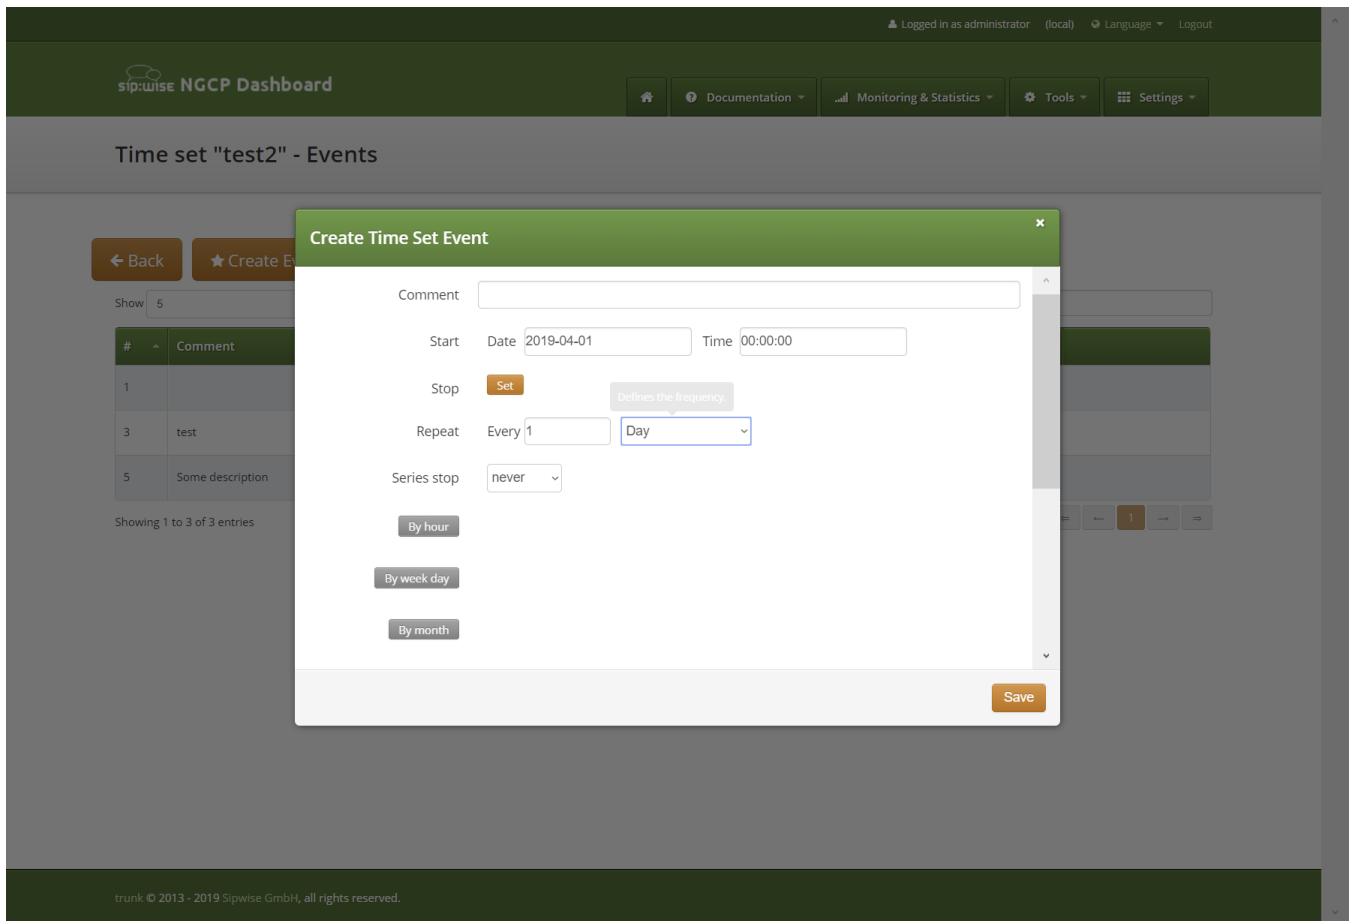 Logged in as administrator (local) Language Logout
sip:wise NGCP Dashboard
Documentation Monitoring & Statistics Tools Settings
Time set "test2" - Events
Create Time Set Event
Back Create Ev
Comment
Show 5
Start Date 2019-04-01 Time 00:00:00
# Comment
Stop Set
1
Defines the frequency.
Repeat Every 1 Day
3 test
Series stop never
5 Some description
Showing 1 to 3 of 3 entries
1
By hour
By week day
By month
Save
trunk © 2013 - 2019 Sipwise GmbH, all rights reserved.